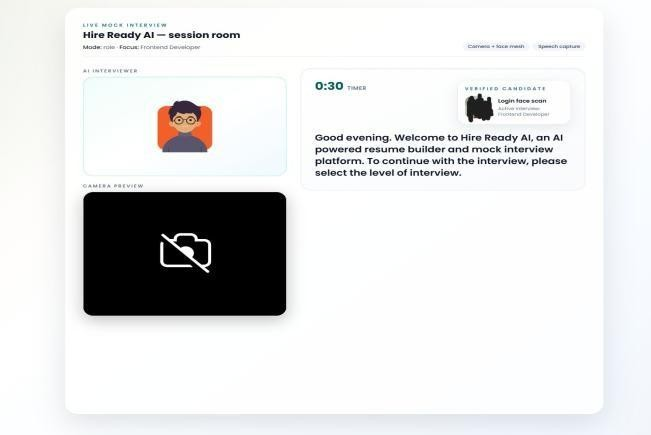 LIVE MOCK INTERVIEW
Hire Ready AI — session room
Mode: role · Focus: Frontend Developer
Camera + face mesh
Speech capture
AI INTERVIEWER
0:30 TIMER
VERIFIED CANDIDATE
Login face scan
Active interview:
Frontend Developer
Good evening. Welcome to Hire Ready AI, an AI
powered resume builder and mock interview
platform. To continue with the interview, please
select the level of interview.
CAMERA PREVIEW